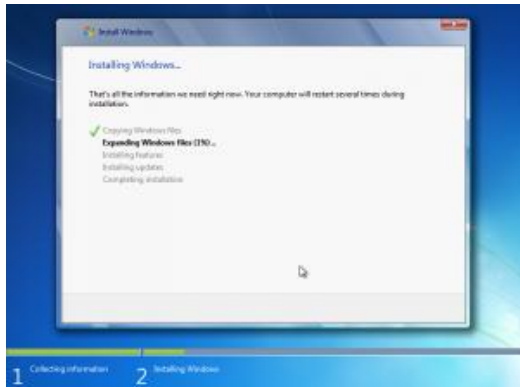 Install Windows
Installing Windows...
That's all the information we need right now. Your computer will restart several times during
installation.
Copying Windows files
Expanding Windows files (1%) ...
Installing features
Installing updates
Completing installation
1 Collecting information 2 Installing Windows